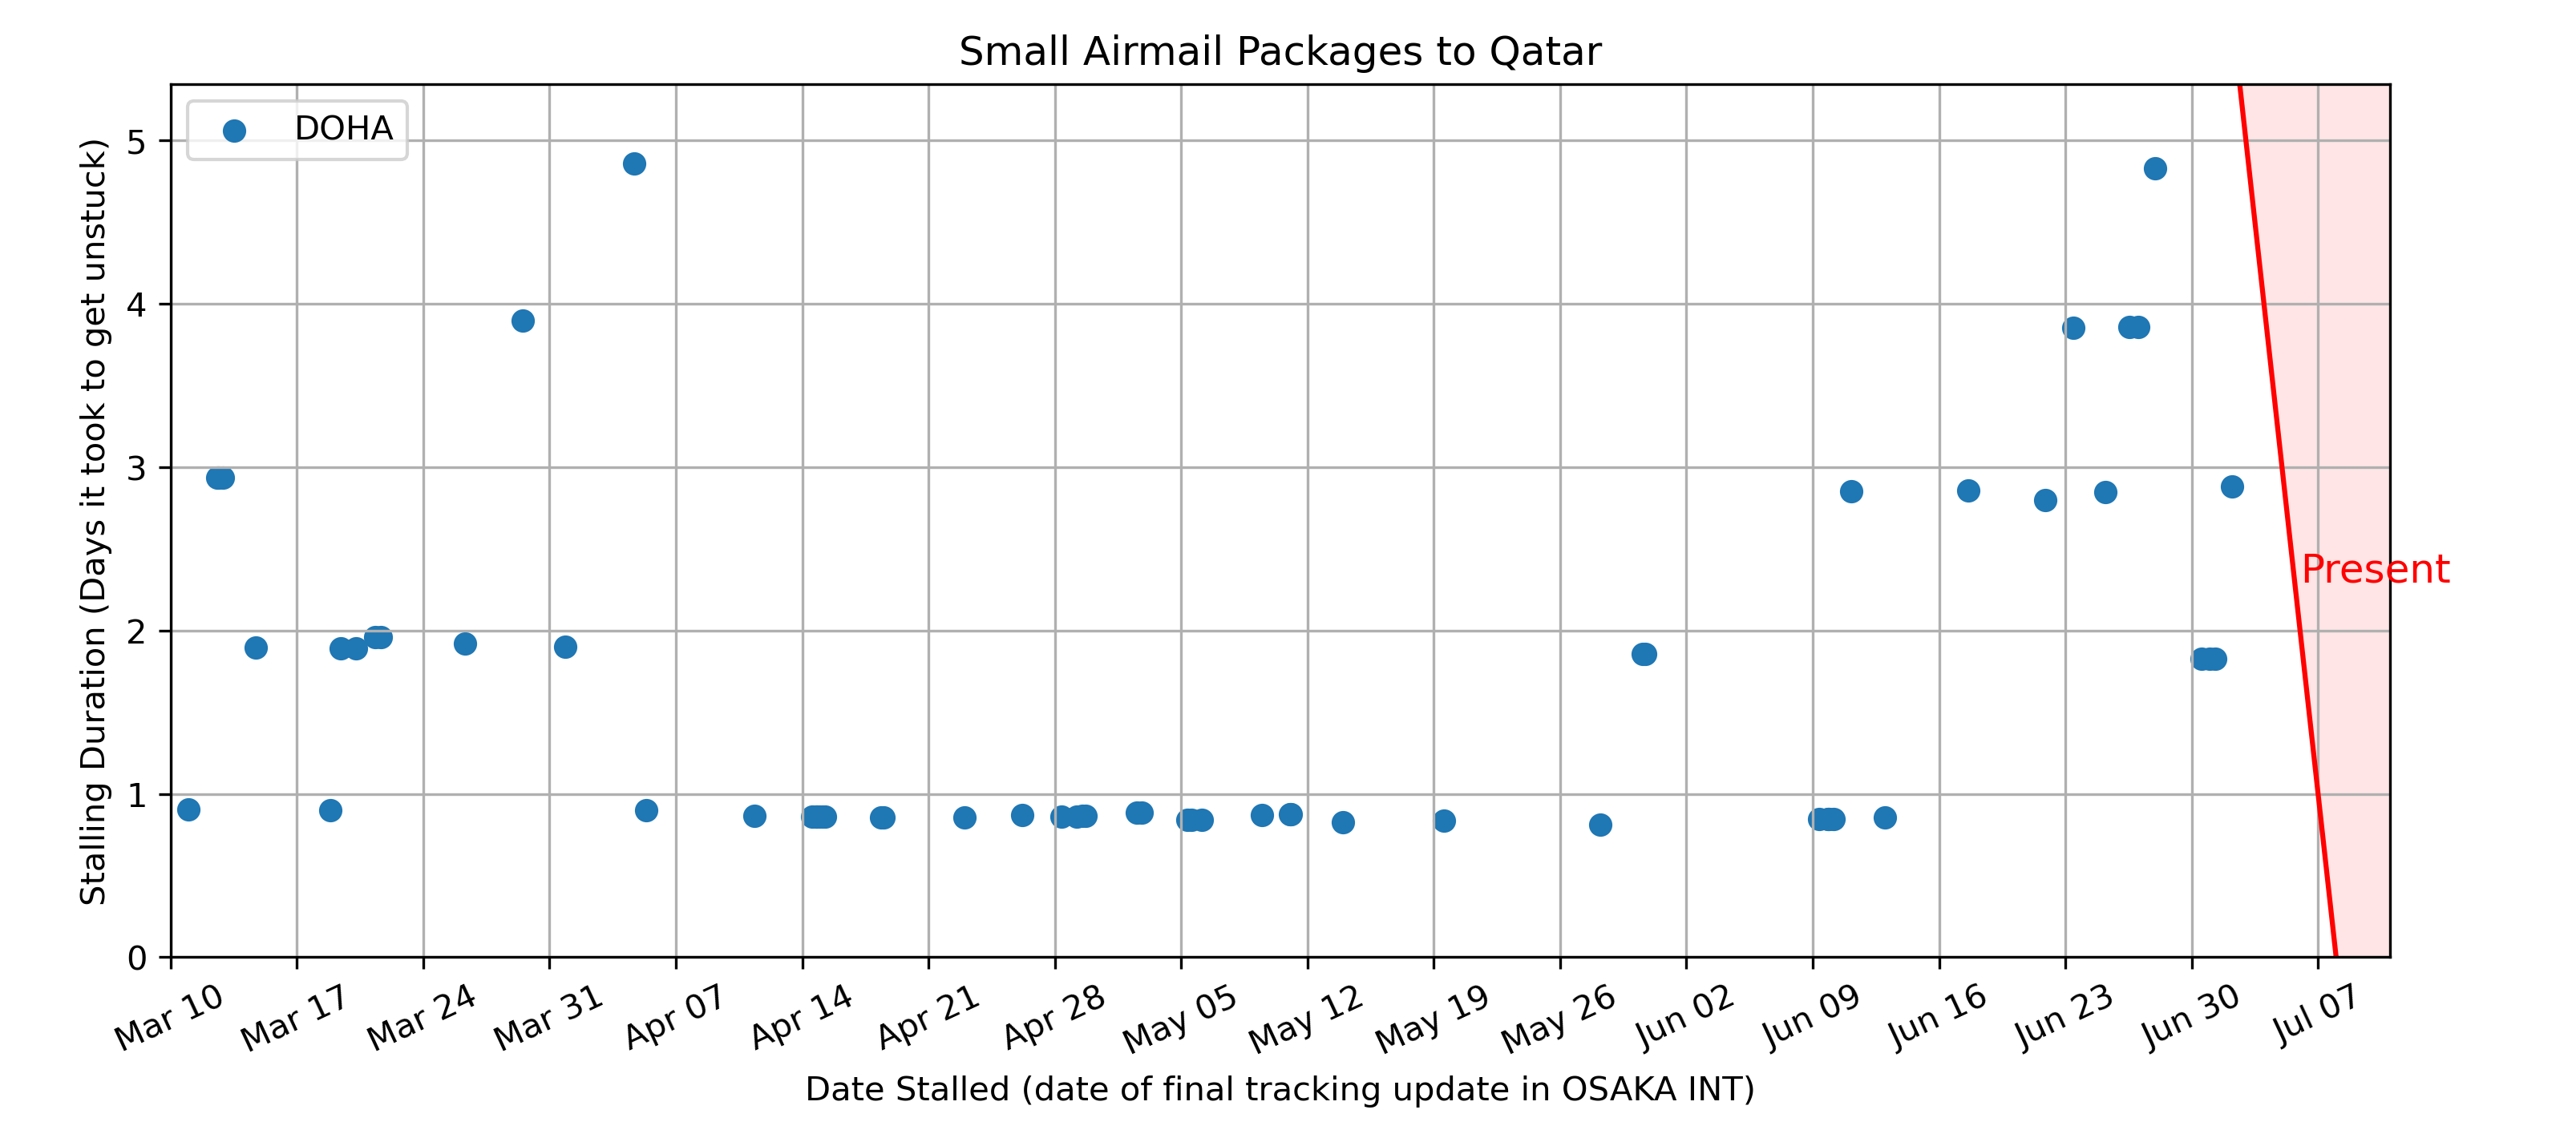 Small Airmail Packages to Qatar
DOHA
Stalling Duration (Days it took to get unstuck)
5
4
3
2
1
0
Present
Mar 10
Mar 17
Mar 24
Mar 31
Apr 07
Apr 14
Apr 21
Apr 28
May 05
May 12
May 19
May 26
Jun 02
Jun 09
Jun 16
Jun 23
Jun 30
Jul 07
Date Stalled (date of final tracking update in OSAKA INT)